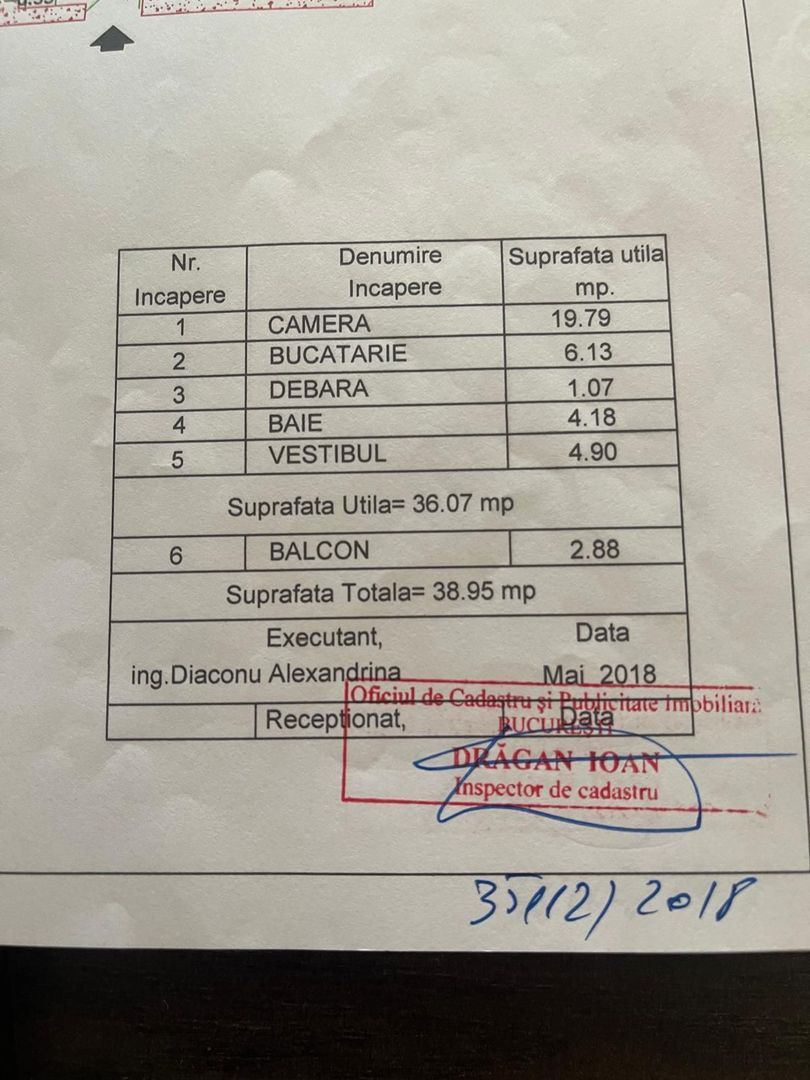 Nr. Incapere Denumire Incapere Suprafata utila mp.
1 CAMERA 19.79
2 BUCATARIE 6.13
3 DEBARA 1.07
4 BAIE 4.18
5 VESTIBUL 4.90
Suprafata Utila= 36.07 mp
6 BALCON 2.88
Suprafata Totala= 38.95 mp
Executant, Data
ing.Diaconu Alexandrina Mai 2018
Oficiul de Cadastru și Publicitate Imobiliară
Receptionat, Data
BUCUREȘTI
DRĂGAN IOAN
Inspector de cadastru
2018